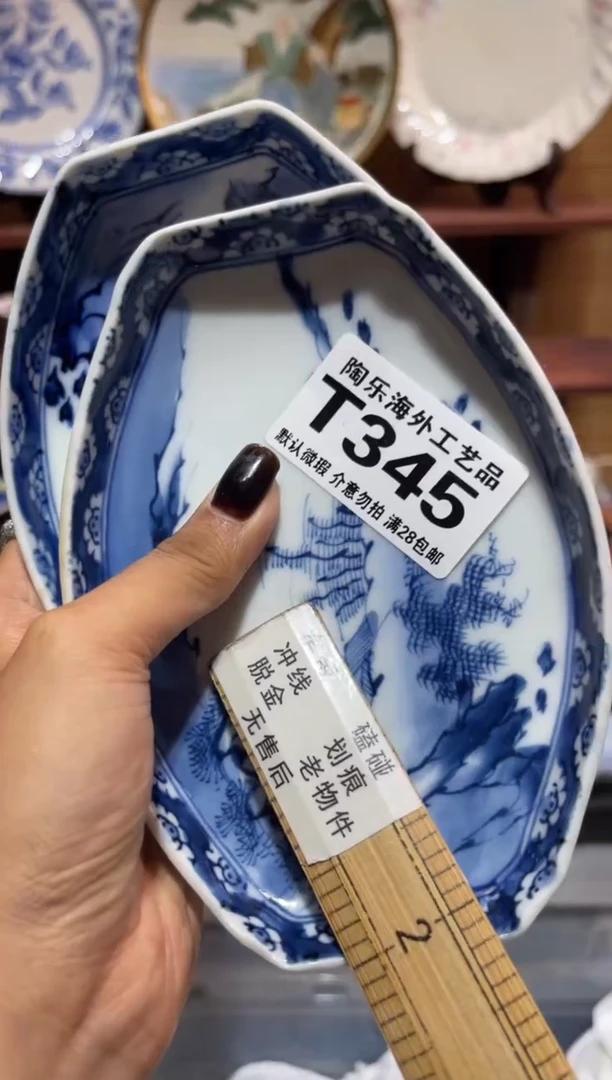 陶乐海外工艺品
T345
默认微瑕 介意勿拍 满28包邮
磕碰
冲线 划痕
脱金 老物件
无售后
2